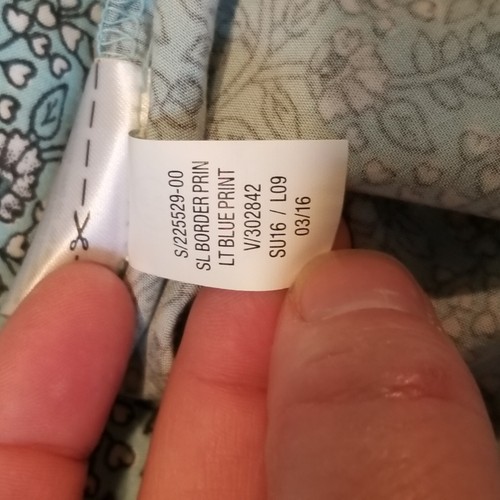 S/225529-00
SL BORDER PRIN
LT BLUE PRINT
V/302842
SU16 / L09
03/16